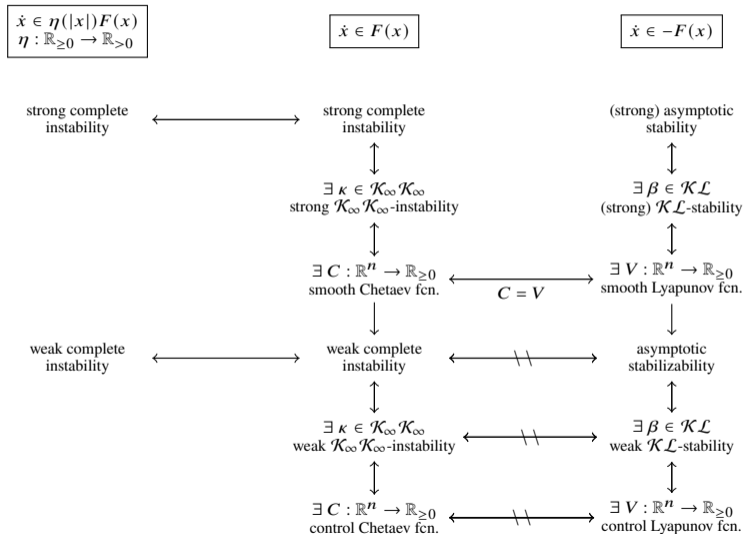 ẋ ∈ η(|x|)F(x)
η : ℝ≥0 → ℝ>0
ẋ ∈ F(x)
ẋ ∈ −F(x)
strong complete
instability
strong complete
instability
(strong) asymptotic
stability
∃ κ ∈ 𝒦∞𝒦∞
strong 𝒦∞𝒦∞-instability
∃ β ∈ 𝒦ℒ
(strong) 𝒦ℒ-stability
∃ C : ℝⁿ → ℝ≥0
smooth Chetaev fcn.
C = V
∃ V : ℝⁿ → ℝ≥0
smooth Lyapunov fcn.
weak complete
instability
weak complete
instability
asymptotic
stabilizability
∃ κ ∈ 𝒦∞𝒦∞
weak 𝒦∞𝒦∞-instability
∃ β ∈ 𝒦ℒ
weak 𝒦ℒ-stability
∃ C : ℝⁿ → ℝ≥0
control Chetaev fcn.
∃ V : ℝⁿ → ℝ≥0
control Lyapunov fcn.